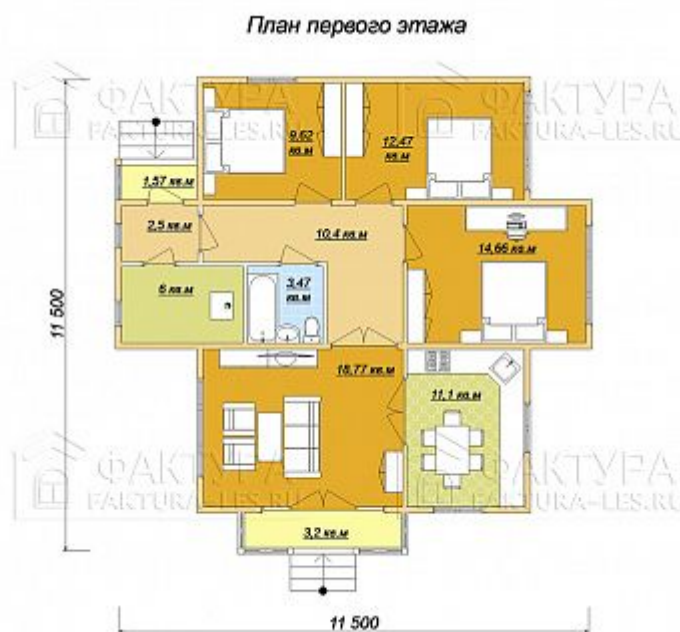 План первого этажа
ФАКТУРА
FAKTURA-LES.RU
ФАКТУРА
FAKTURA-LES.RU
9,62
кв.м
12,47
кв.м
1,57 кв.м
2,5 кв.м
10,4 кв.м
14,66 кв.м
6 кв.м
3,47
кв.м
11 500
18,77 кв.м
11,1 кв.м
ФАКТУРА
FAKTURA-LES.RU
ФАКТУРА
FAKTURA-LES.RU
3,2 кв.м
11 500